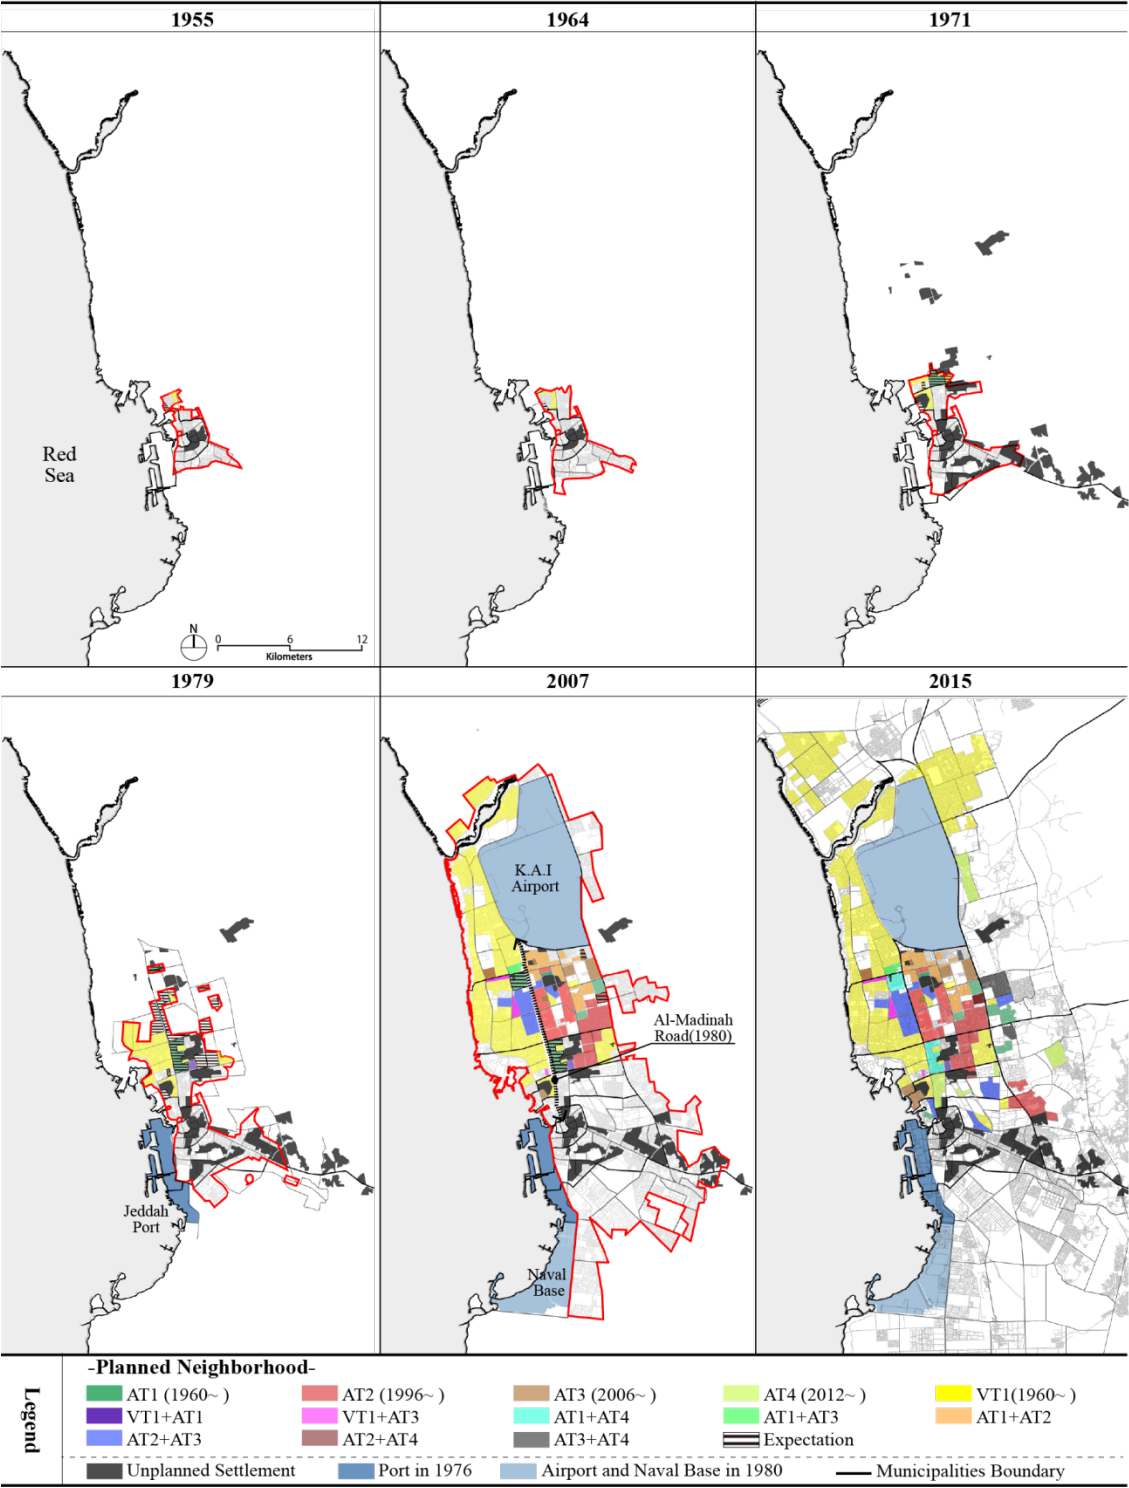 1955
1964
1971
Red
Sea
N
0
6
12
Kilometers
1979
2007
2015
K.A.I
Airport
Al-Madinah
Road(1980)
Jeddah
Port
Naval
Base
Legend
-Planned Neighborhood-
AT1 (1960~ )
AT2 (1996~ )
AT3 (2006~ )
AT4 (2012~ )
VT1(1960~ )
VT1+AT1
VT1+AT3
AT1+AT4
AT1+AT3
AT1+AT2
AT2+AT3
AT2+AT4
AT3+AT4
Expectation
Unplanned Settlement
Port in 1976
Airport and Naval Base in 1980
Municipalities Boundary